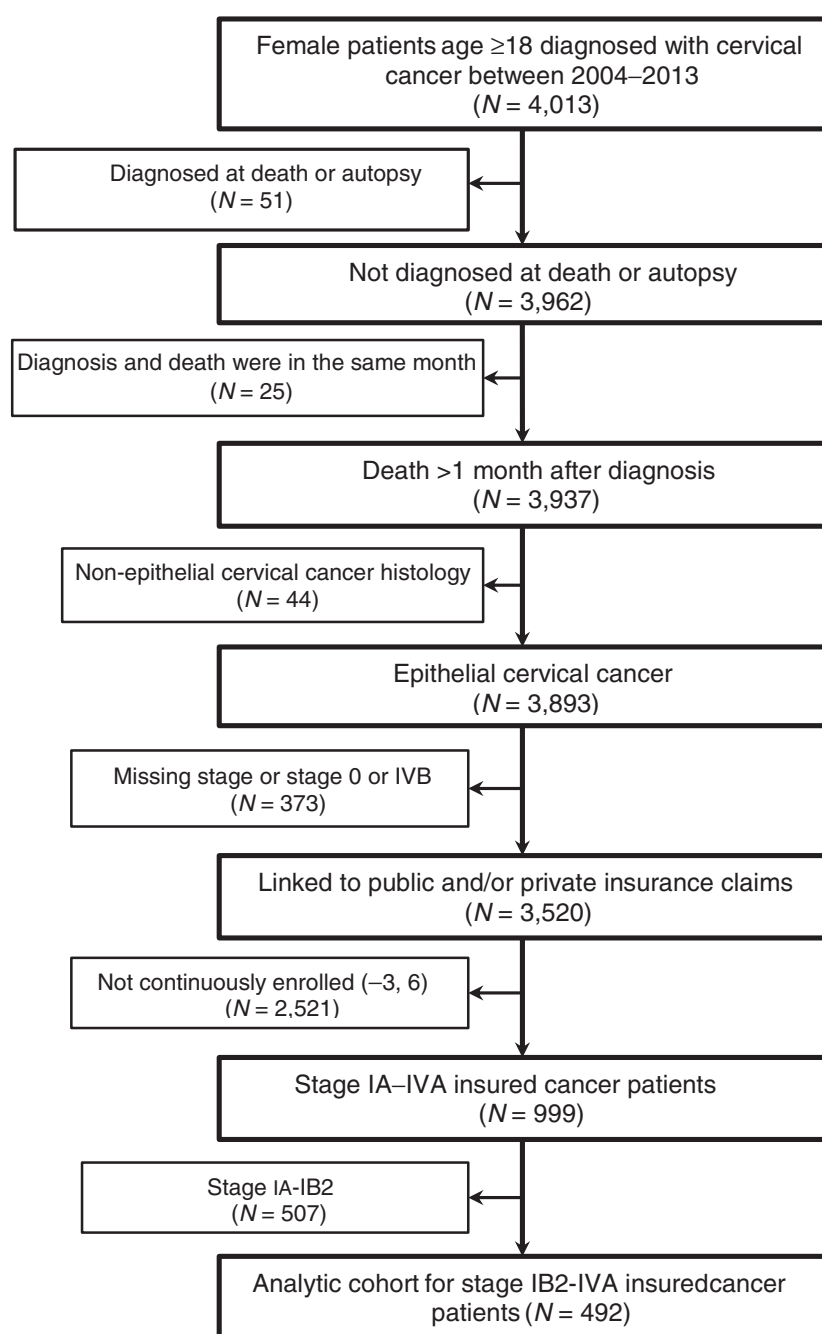 Female patients age ≥18 diagnosed with cervical
cancer between 2004–2013
(N = 4,013)
Diagnosed at death or autopsy
(N = 51)
Not diagnosed at death or autopsy
(N = 3,962)
Diagnosis and death were in the same month
(N = 25)
Death >1 month after diagnosis
(N = 3,937)
Non-epithelial cervical cancer histology
(N = 44)
Epithelial cervical cancer
(N = 3,893)
Missing stage or stage 0 or IVB
(N = 373)
Linked to public and/or private insurance claims
(N = 3,520)
Not continuously enrolled (–3, 6)
(N = 2,521)
Stage IA–IVA insured cancer patients
(N = 999)
Stage IA-IB2
(N = 507)
Analytic cohort for stage IB2-IVA insuredcancer
patients (N = 492)